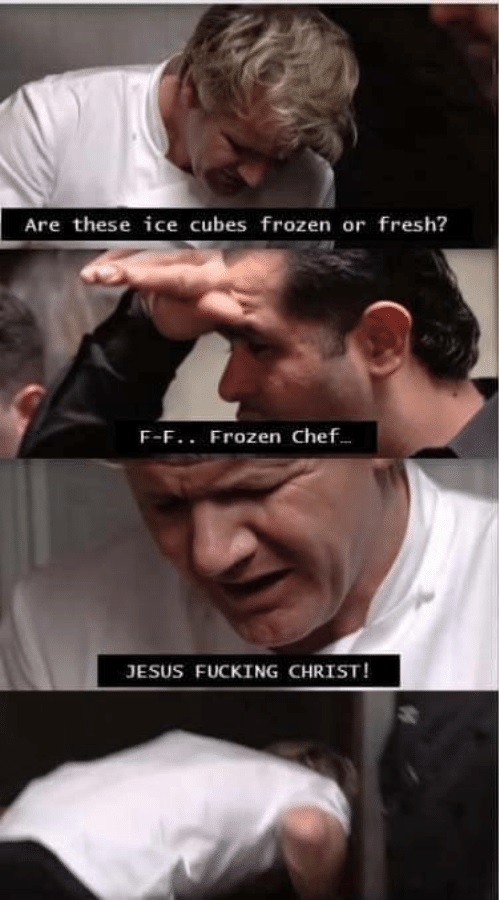 Are these ice cubes frozen or fresh?
F-F.. Frozen Chef…
JESUS FUCKING CHRIST!